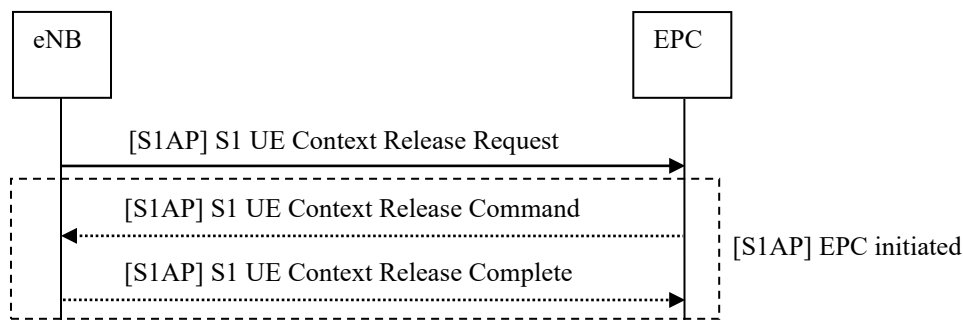 eNB
EPC
[S1AP] S1 UE Context Release Request
[S1AP] S1 UE Context Release Command
[S1AP] EPC initiated
[S1AP] S1 UE Context Release Complete